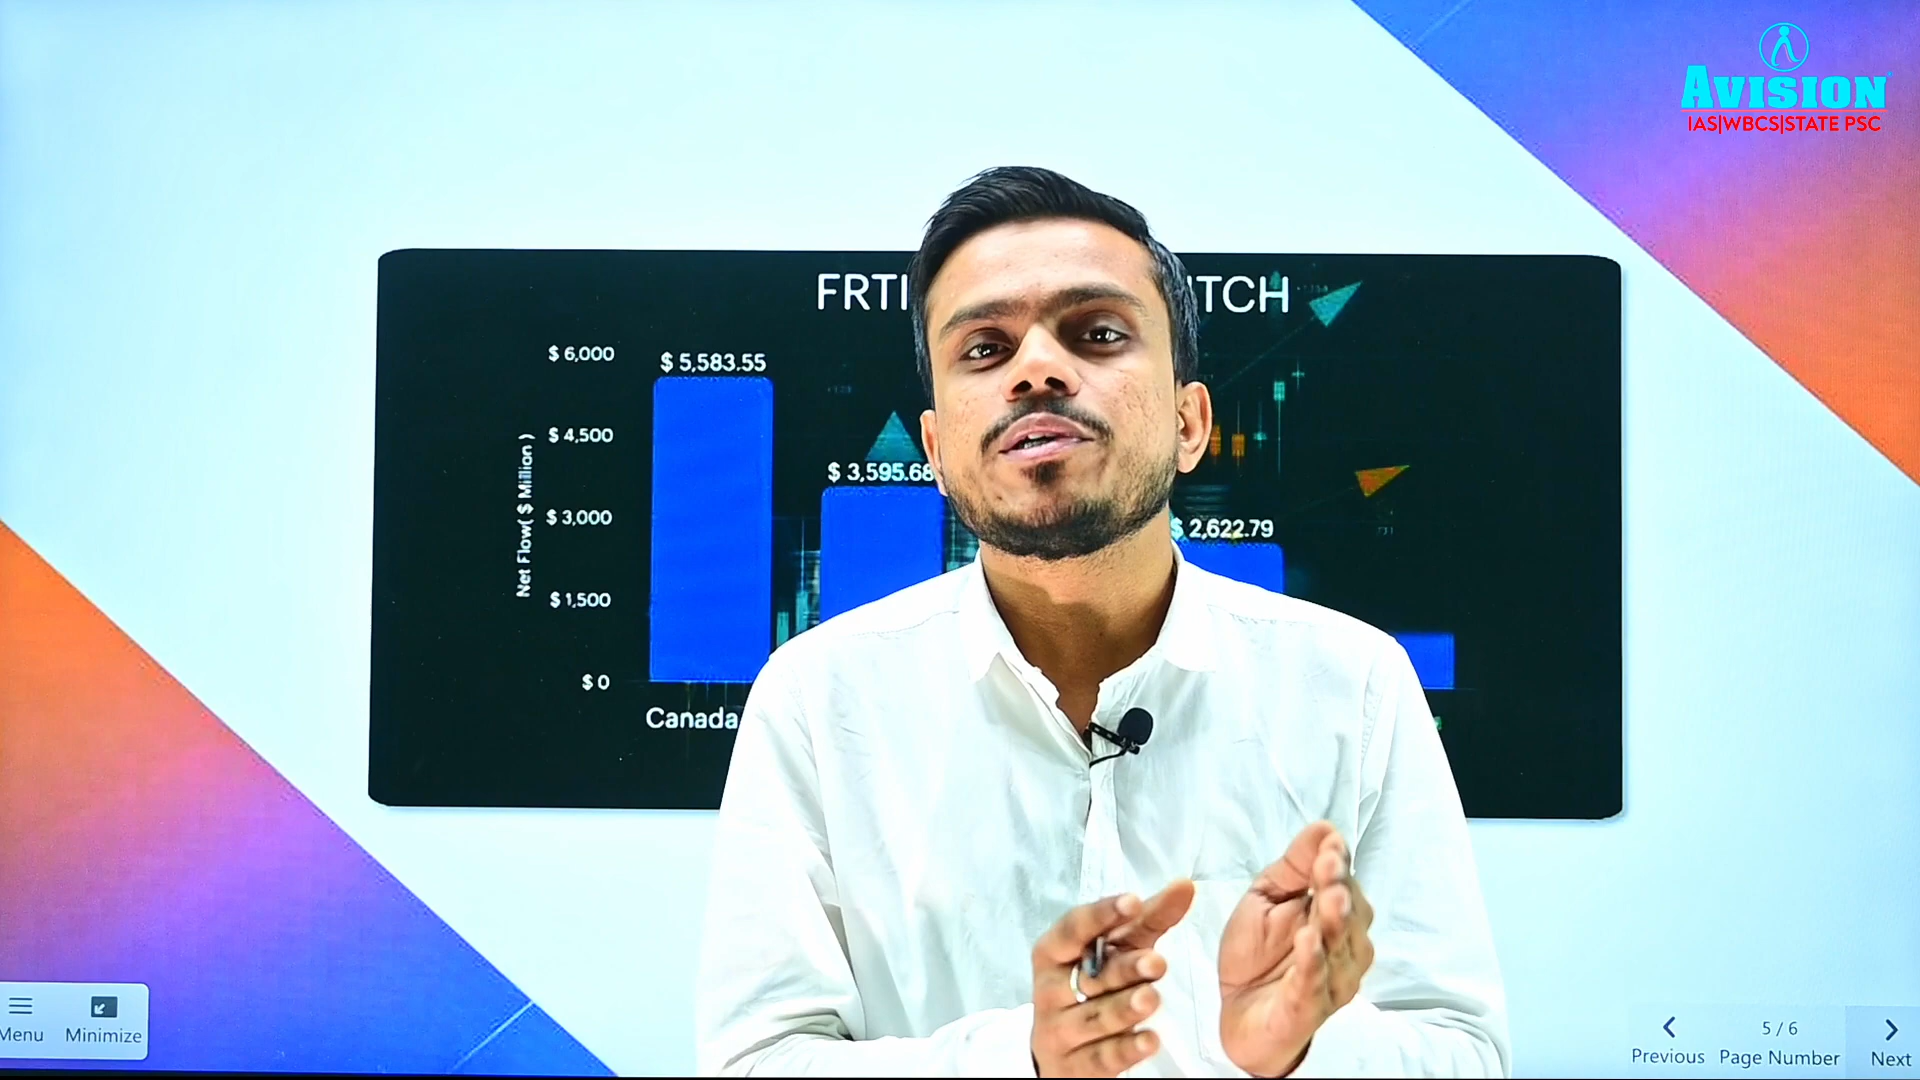 AVISION
IAS|WBCS|STATE PSC
FRTI
ITCH
$ 6,000
$ 5,583.55
$ 4,500
$ 3,595.68
$ 3,000
$ 2,622.79
$ 1,500
$ 0
Net Flow( $ Million )
Canada
Menu
Minimize
5 / 6
Previous
Page Number
Next